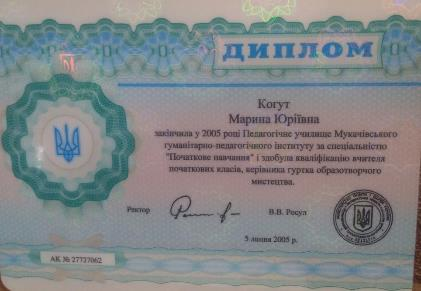 ДИПЛОМ
Когут
Марина Юріївна
закінчила у 2005 році Педагогічне училище Мукачівського
гуманітарно-педагогічного інституту за спеціальністю
"Початкове навчання" і здобула кваліфікацію вчителя
початкових класів, керівника гуртка образотворчого
мистецтва.
Ректор В.В. Росул
5 липня 2005 р.
АК № 27727062